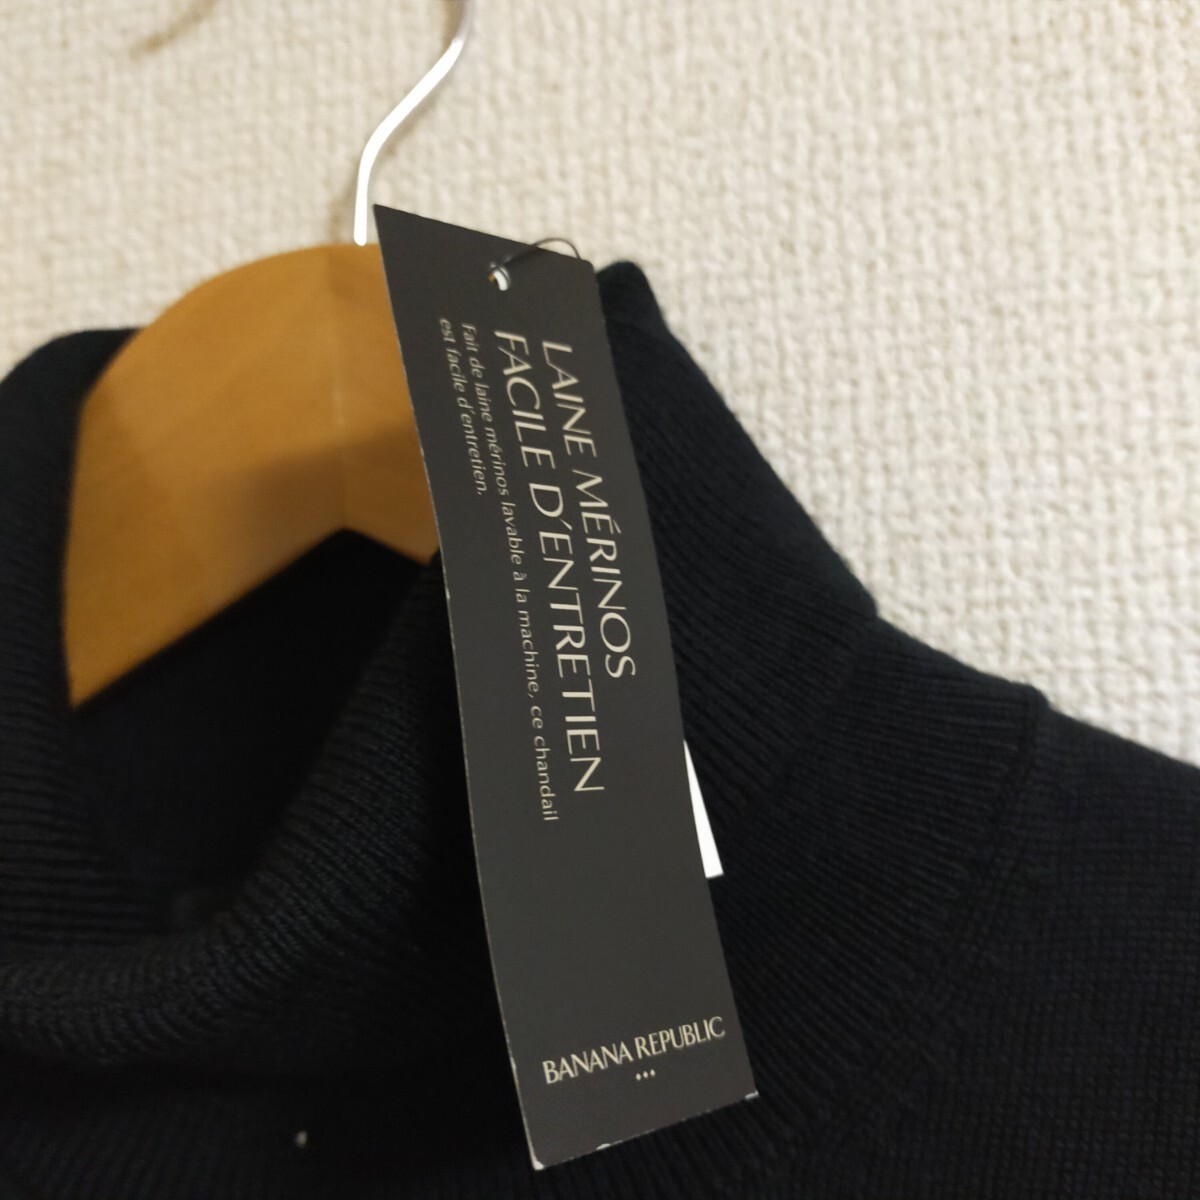 LAINE MÉRINOS
FACILE D'ENTRETIEN
Fait de laine mérinos lavable à la machine, ce chandail
est facile d'entretien.
BANANA REPUBLIC